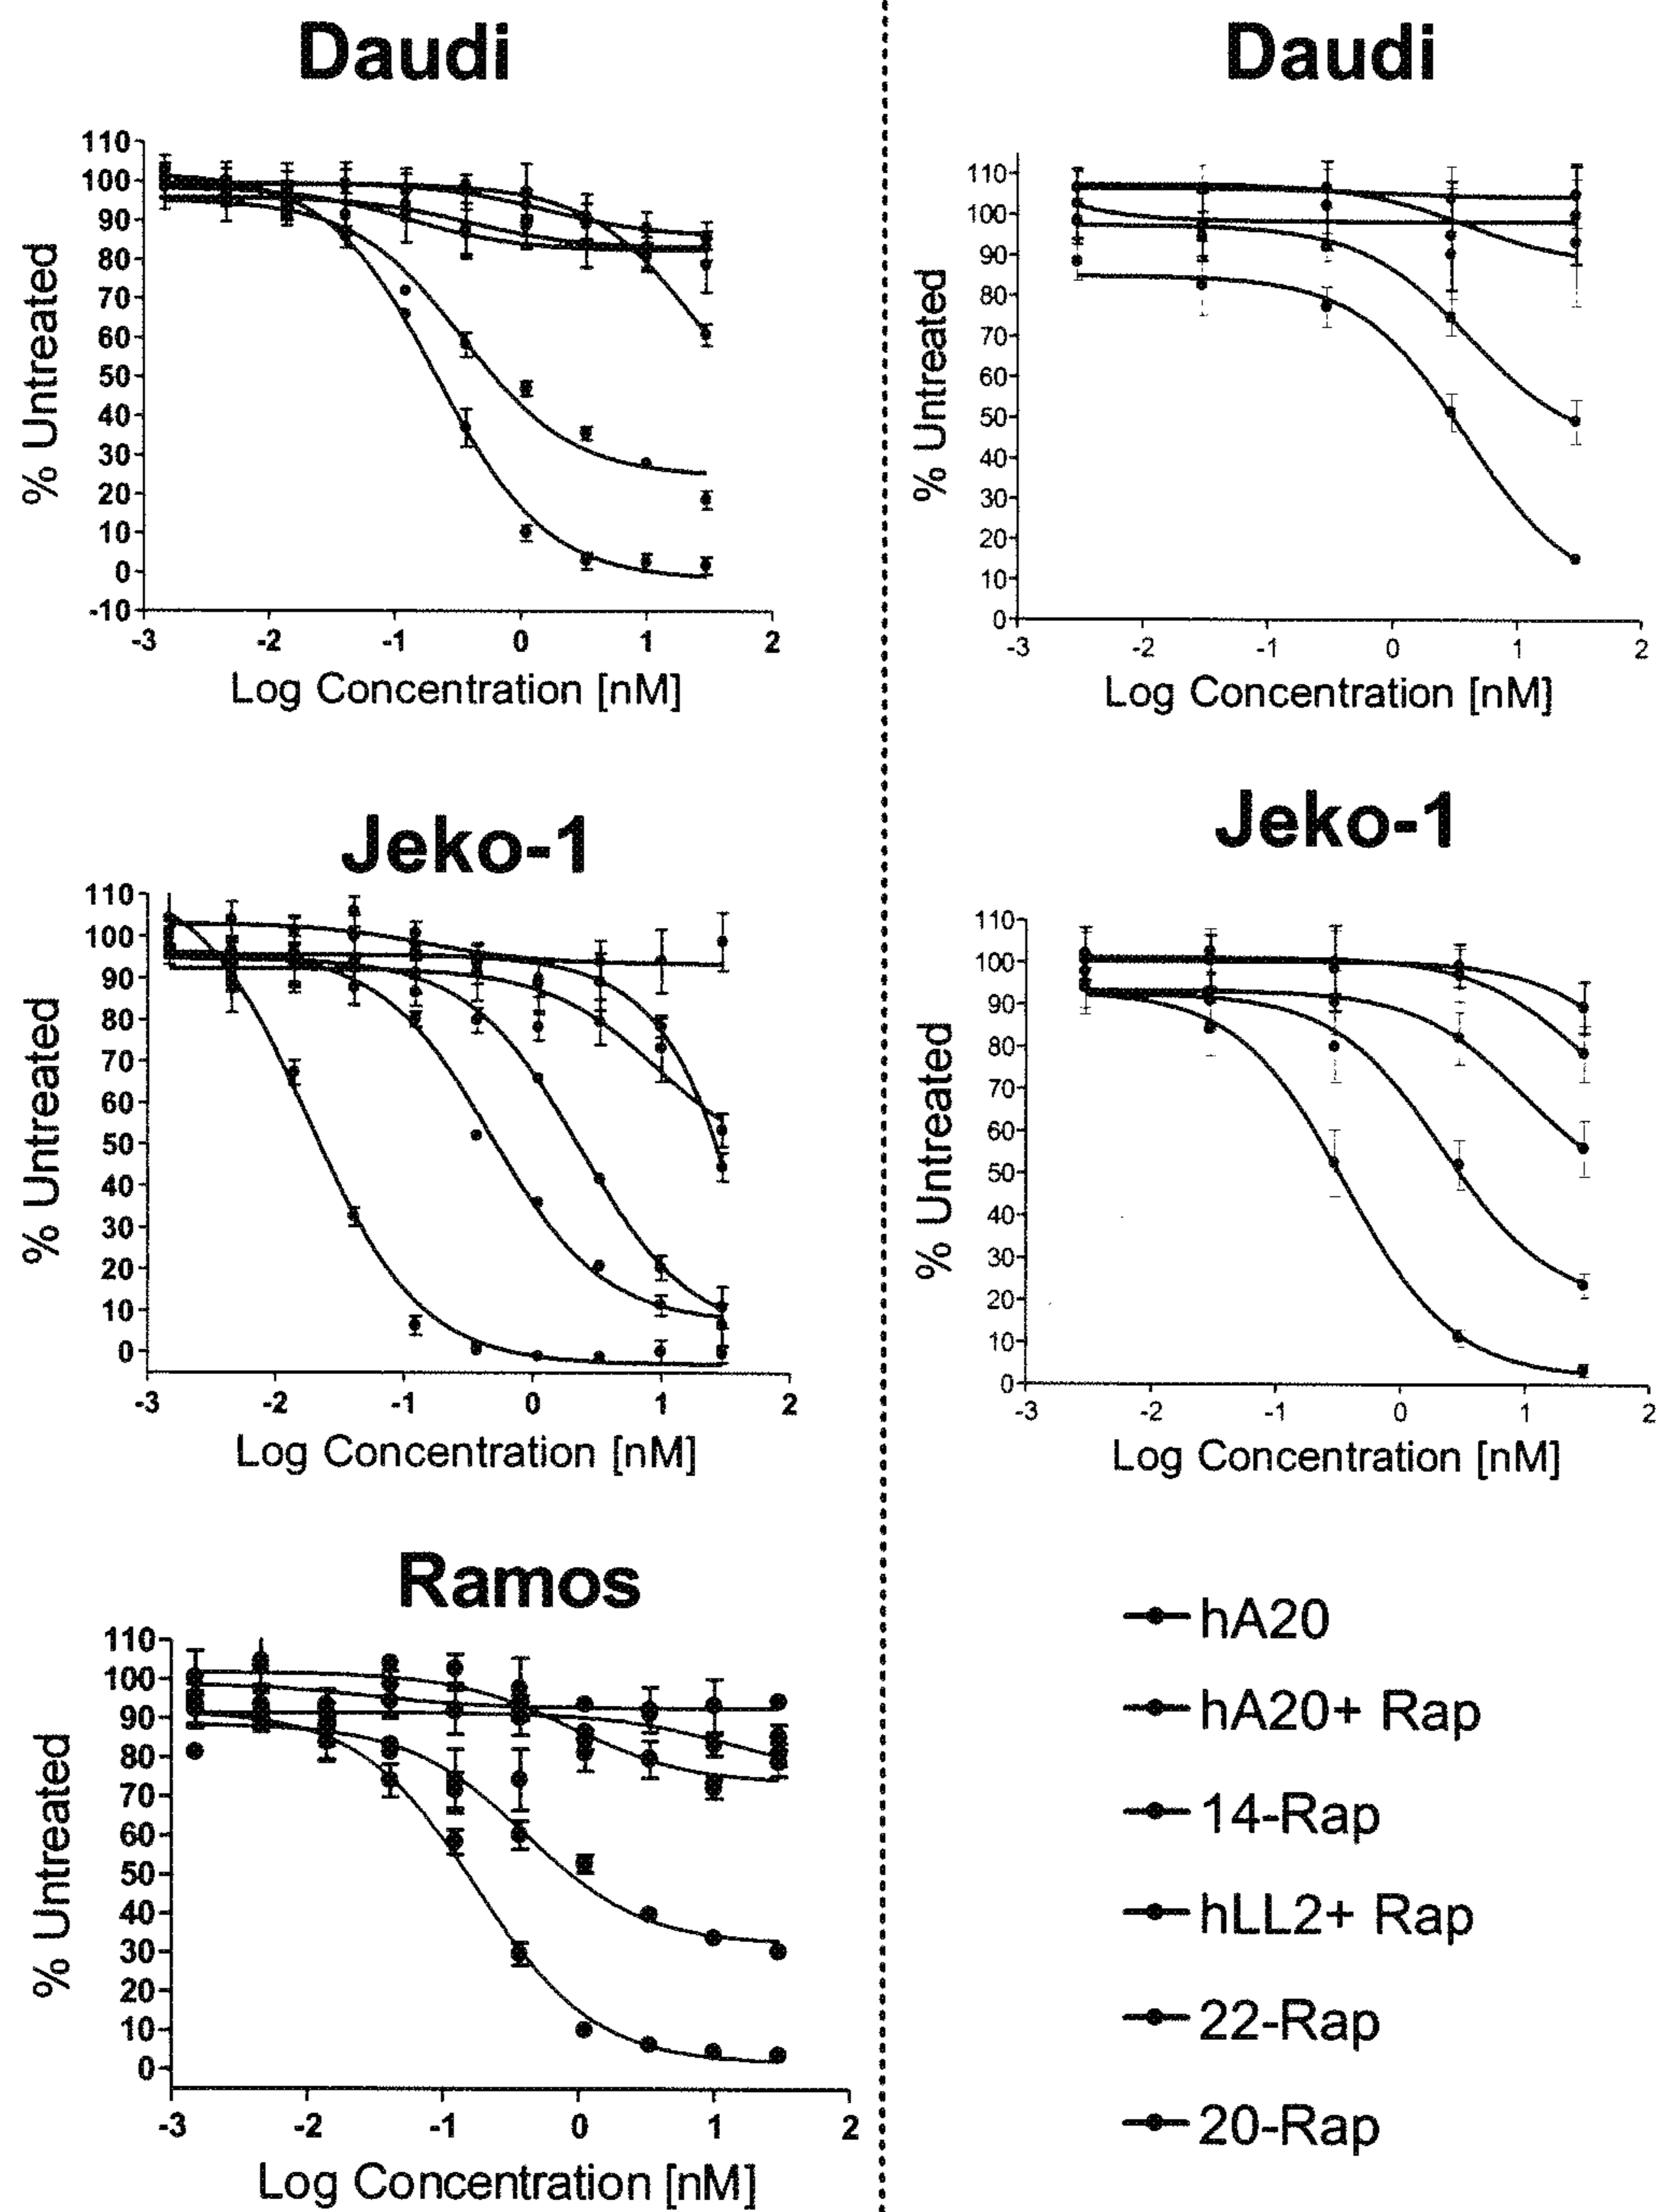 Daudi
110
100
90
80
70
60
50
40
30
20
10
0
-10
% Untreated
-3 -2 -1 0 1 2
Log Concentration [nM]
Jeko-1
110
100
90
80
70
60
50
40
30
20
10
0
% Untreated
-3 -2 -1 0 1 2
Log Concentration [nM]
Ramos
110
100
90
80
70
60
50
40
30
20
10
0
% Untreated
-3 -2 -1 0 1 2
Log Concentration [nM]
Daudi
110
100
90
80
70
60
50
40
30
20
10
0
% Untreated
-3 -2 -1 0 1 2
Log Concentration [nM]
Jeko-1
110
100
90
80
70
60
50
40
30
20
10
0
% Untreated
-3 -2 -1 0 1 2
Log Concentration [nM]
hA20
hA20+ Rap
14-Rap
hLL2+ Rap
22-Rap
20-Rap